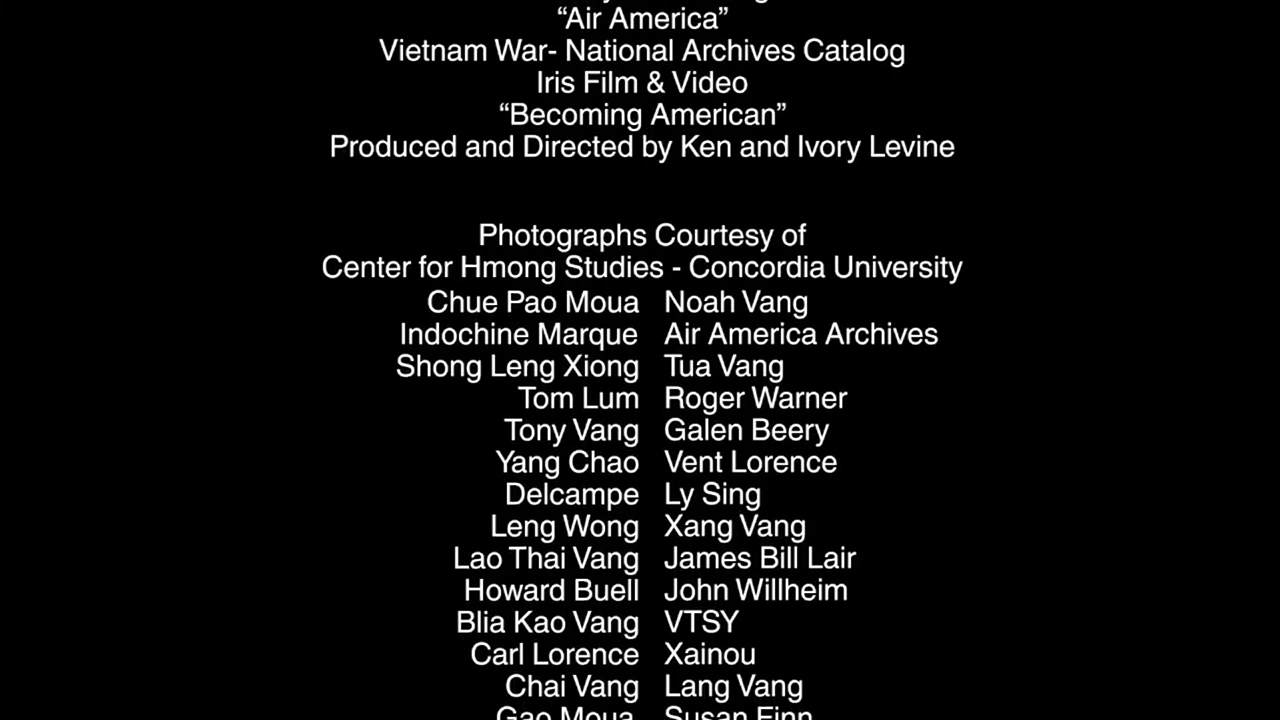 “Air America”
Vietnam War- National Archives Catalog
Iris Film & Video
“Becoming American”
Produced and Directed by Ken and Ivory Levine
Photographs Courtesy of
Center for Hmong Studies - Concordia University
Chue Pao Moua Noah Vang
Indochine Marque Air America Archives
Shong Leng Xiong Tua Vang
Tom Lum Roger Warner
Tony Vang Galen Beery
Yang Chao Vent Lorence
Delcampe Ly Sing
Leng Wong Xang Vang
Lao Thai Vang James Bill Lair
Howard Buell John Willheim
Blia Kao Vang VTSY
Carl Lorence Xainou
Chai Vang Lang Vang
Gao Moua Susan Finn